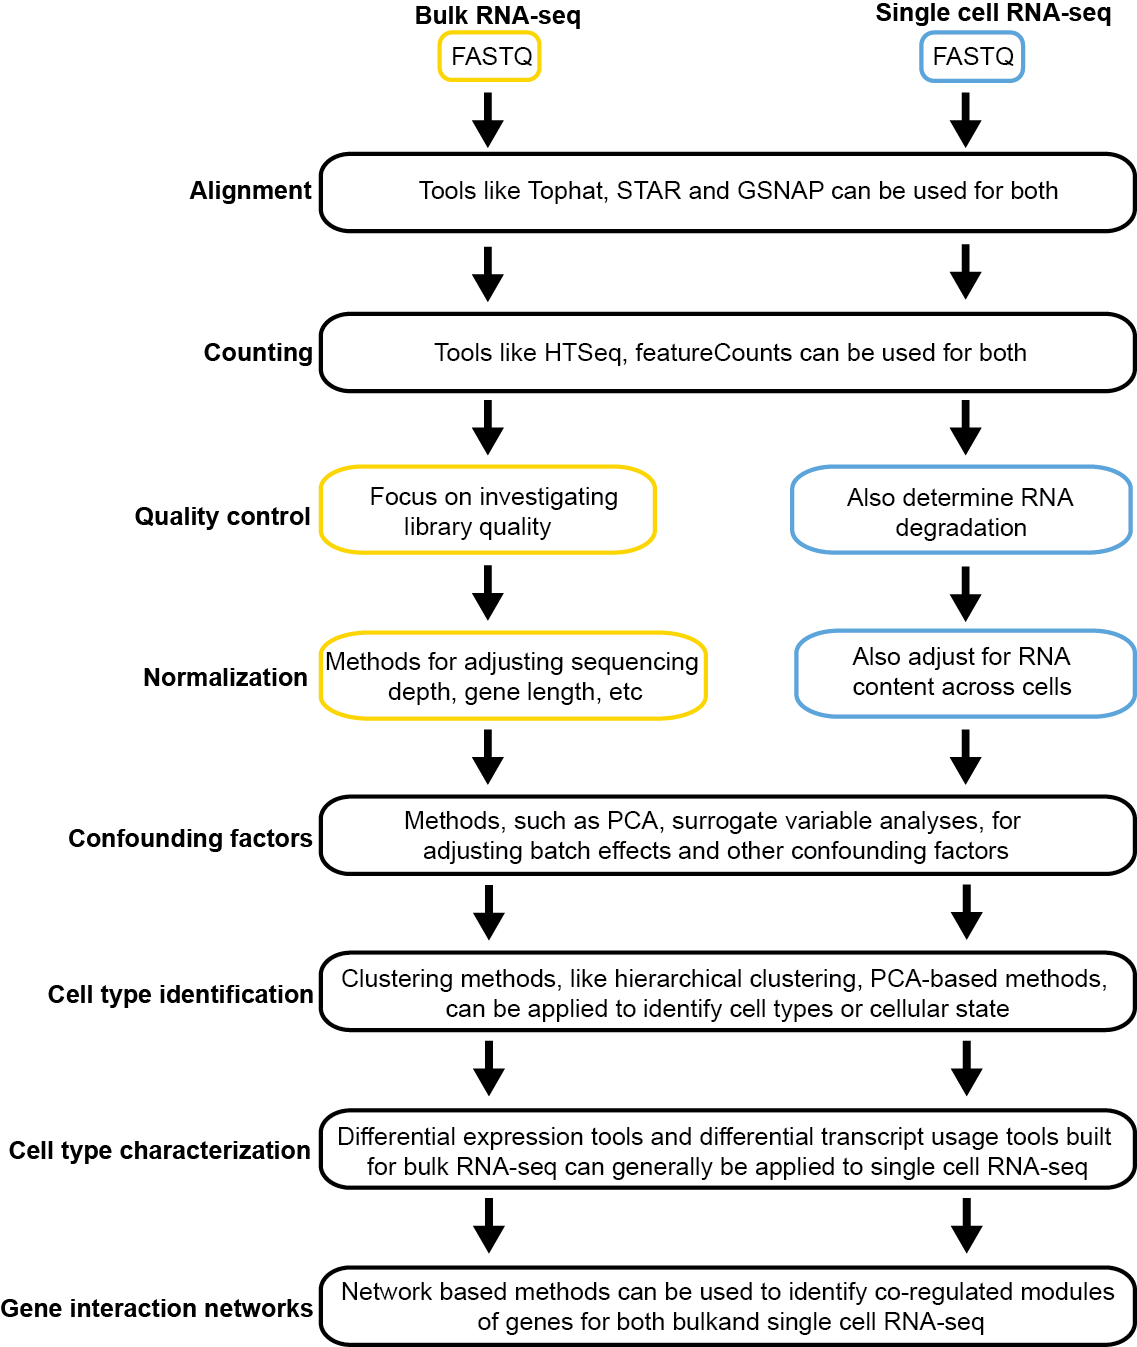 Bulk RNA-seq
Single cell RNA-seq
FASTQ
FASTQ
Alignment
Tools like Tophat, STAR and GSNAP can be used for both
Counting
Tools like HTSeq, featureCounts can be used for both
Quality control
Focus on investigating
library quality
Also determine RNA
degradation
Normalization
Methods for adjusting sequencing
depth, gene length, etc
Also adjust for RNA
content across cells
Confounding factors
Methods, such as PCA, surrogate variable analyses, for
adjusting batch effects and other confounding factors
Cell type identification
Clustering methods, like hierarchical clustering, PCA-based methods,
can be applied to identify cell types or cellular state
Cell type characterization
Differential expression tools and differential transcript usage tools built
for bulk RNA-seq can generally be applied to single cell RNA-seq
Gene interaction networks
Network based methods can be used to identify co-regulated modules
of genes for both bulkand single cell RNA-seq